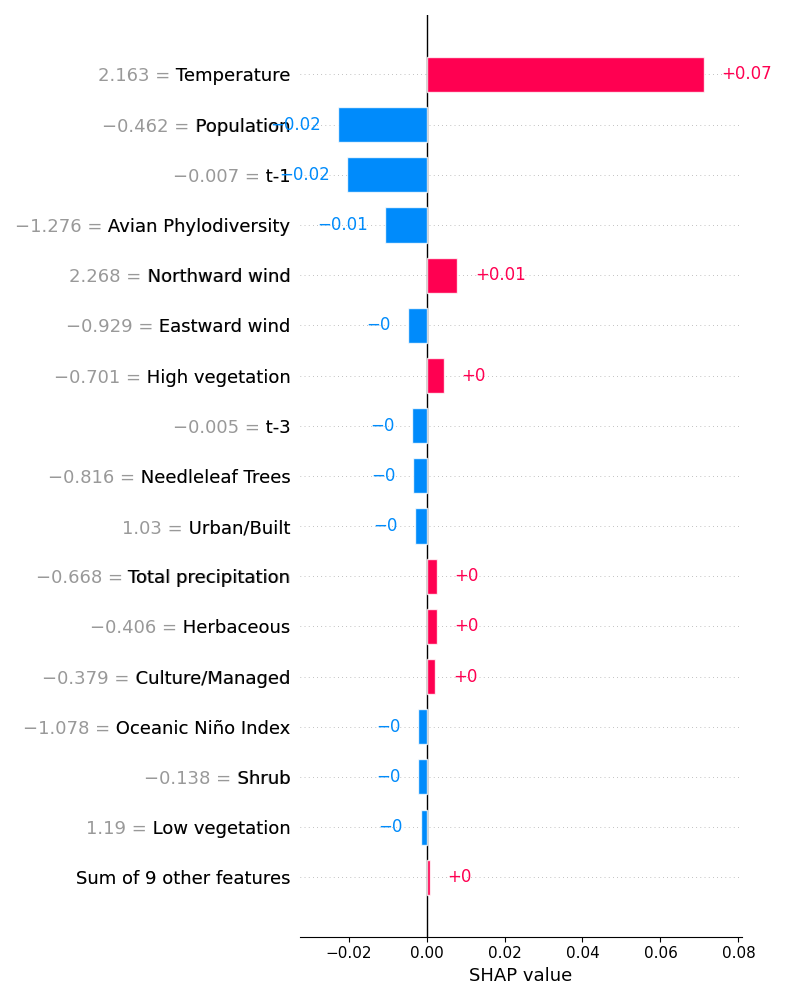 2.163 = Temperature +0.07
−0.462 = Population −0.02
−0.007 = t-1 −0.02
−1.276 = Avian Phylodiversity −0.01
2.268 = Northward wind +0.01
−0.929 = Eastward wind −0
−0.701 = High vegetation +0
−0.005 = t-3 −0
−0.816 = Needleleaf Trees −0
1.03 = Urban/Built −0
−0.668 = Total precipitation +0
−0.406 = Herbaceous +0
−0.379 = Culture/Managed +0
−1.078 = Oceanic Niño Index −0
−0.138 = Shrub −0
1.19 = Low vegetation −0
Sum of 9 other features +0
−0.02 0.00 0.02 0.04 0.06 0.08
SHAP value